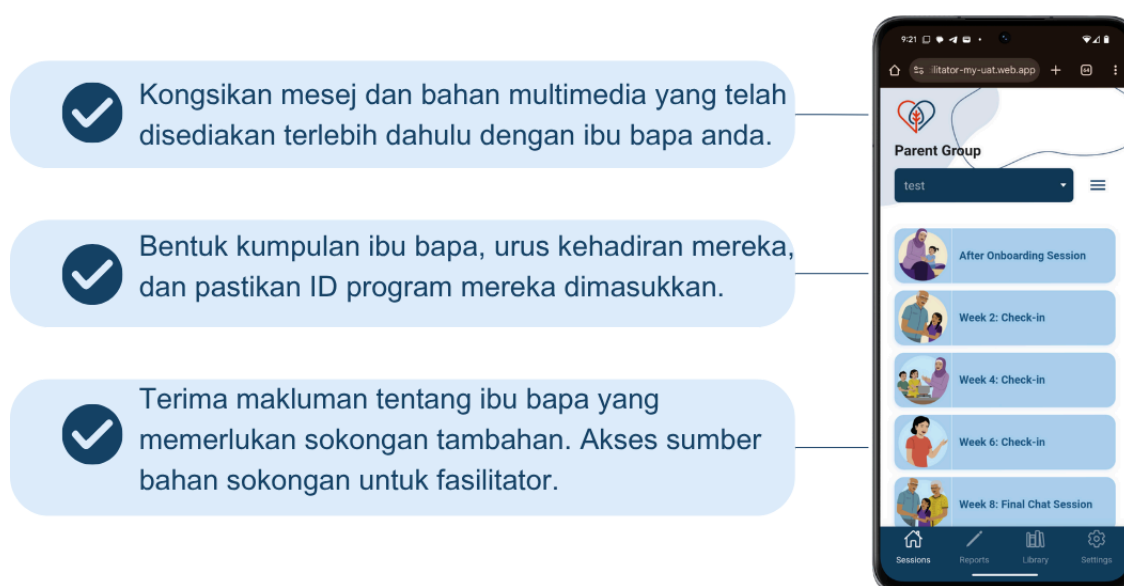 Kongsikan mesej dan bahan multimedia yang telah
disediakan terlebih dahulu dengan ibu bapa anda.
Bentuk kumpulan ibu bapa, urus kehadiran mereka,
dan pastikan ID program mereka dimasukkan.
Terima makluman tentang ibu bapa yang
memerlukan sokongan tambahan. Akses sumber
bahan sokongan untuk fasilitator.
9:21
ilitator-my-uat.web.app
64
Parent Group
test
After Onboarding Session
Week 2: Check-in
Week 4: Check-in
Week 6: Check-in
Week 8: Final Chat Session
Sessions Reports Library Settings